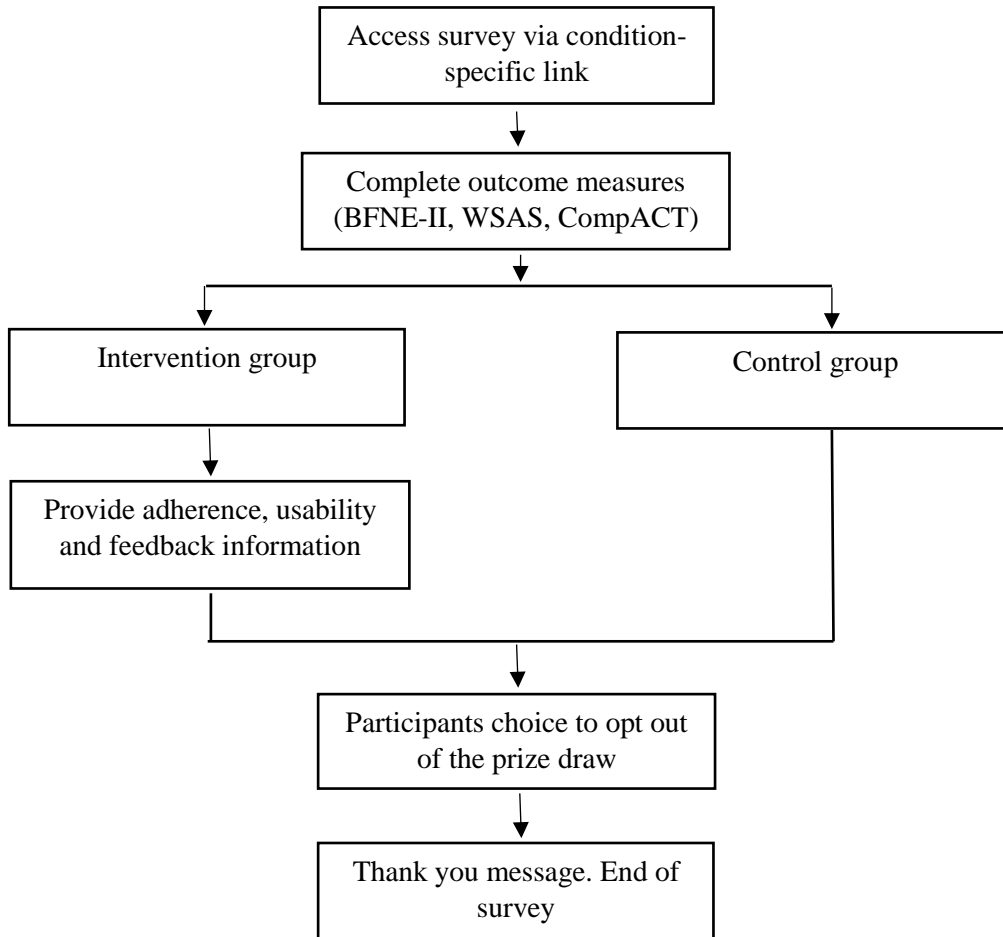 Access survey via condition-
specific link
Complete outcome measures
(BFNE-II, WSAS, CompACT)
Intervention group
Control group
Provide adherence, usability
and feedback information
Participants choice to opt out
of the prize draw
Thank you message. End of
survey